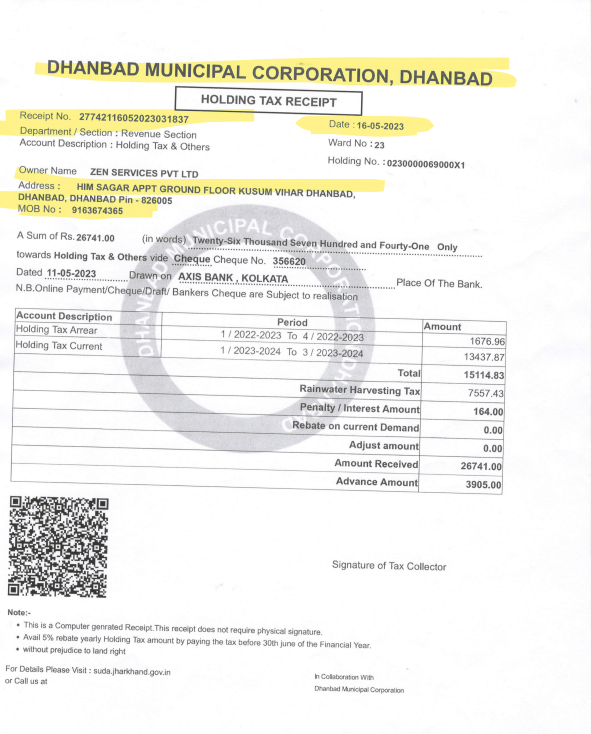 DHANBAD MUNICIPAL CORPORATION, DHANBAD
HOLDING TAX RECEIPT
Receipt No. 27742116052023031837
Date : 16-05-2023
Department / Section : Revenue Section
Account Description : Holding Tax & Others
Ward No : 23
Holding No. : 0230000069000X1
Owner Name ZEN SERVICES PVT LTD
Address : HIM SAGAR APPT GROUND FLOOR KUSUM VIHAR DHANBAD,
DHANBAD, DHANBAD Pin - 826005
MOB No : 9163674365
A Sum of Rs. 26741.00 (in words) Twenty-Six Thousand Seven Hundred and Fourty-One Only
towards Holding Tax & Others vide Cheque Cheque No. 356620
Dated 11-05-2023 Drawn on AXIS BANK , KOLKATA Place Of The Bank.
N.B.Online Payment/Cheque/Draft/ Bankers Cheque are Subject to realisation
Account Description Period Amount
Holding Tax Arrear 1 / 2022-2023 To 4 / 2022-2023 1676.96
Holding Tax Current 1 / 2023-2024 To 3 / 2023-2024 13437.87
Total 15114.83
Rainwater Harvesting Tax 7557.43
Penalty / Interest Amount 164.00
Rebate on current Demand 0.00
Adjust amount 0.00
Amount Received 26741.00
Advance Amount 3905.00
DHANBAD MUNICIPAL CORPORATION DHANBAD
Signature of Tax Collector
Note:-
• This is a Computer genrated Receipt.This receipt does not require physical signature.
• Avail 5% rebate yearly Holding Tax amount by paying the tax before 30th june of the Financial Year.
• without prejudice to land right
For Details Please Visit : suda.jharkhand.gov.in
or Call us at
In Collaboration With
Dhanbad Municipal Corporation